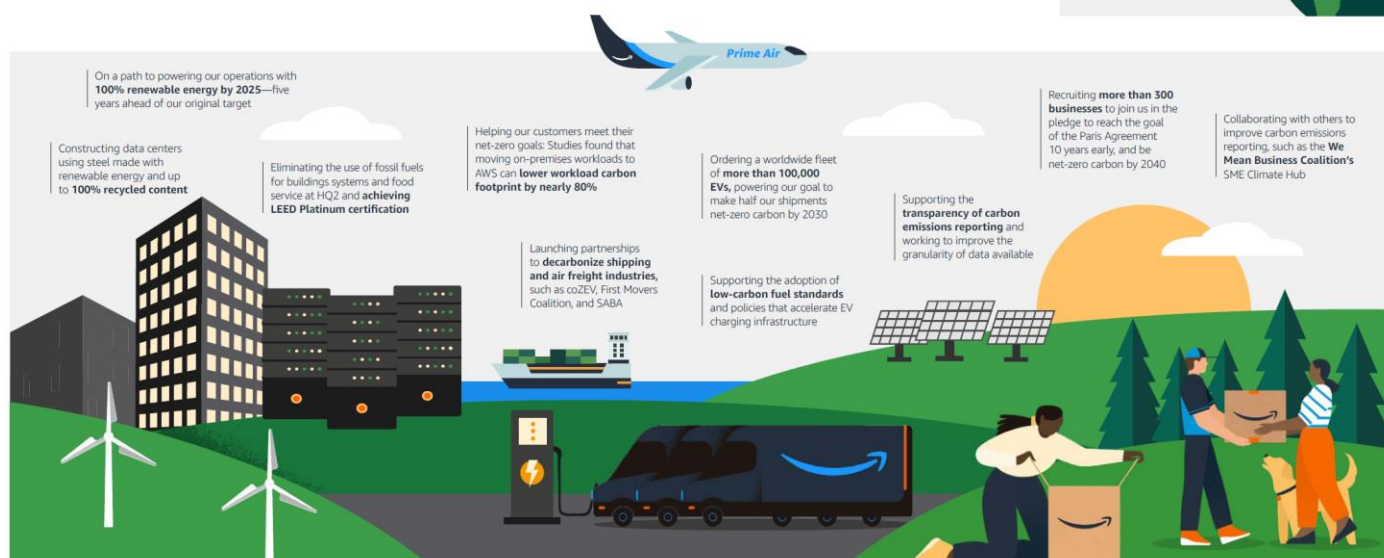 Prime Air
On a path to powering our operations with
100% renewable energy by 2025—five
years ahead of our original target
Constructing data centers
using steel made with
renewable energy and up
to 100% recycled content
Eliminating the use of fossil fuels
for buildings systems and food
service at HQ2 and achieving
LEED Platinum certification
Helping our customers meet their
net-zero goals: Studies found that
moving on-premises workloads to
AWS can lower workload carbon
footprint by nearly 80%
Launching partnerships
to decarbonize shipping
and air freight industries,
such as coZEV, First Movers
Coalition, and SABA
Ordering a worldwide fleet
of more than 100,000
EVs, powering our goal to
make half our shipments
net-zero carbon by 2030
Supporting the adoption of
low-carbon fuel standards
and policies that accelerate EV
charging infrastructure
Supporting the
transparency of carbon
emissions reporting and
working to improve the
granularity of data available
Recruiting more than 300
businesses to join us in the
pledge to reach the goal
of the Paris Agreement
10 years early, and be
net-zero carbon by 2040
Collaborating with others to
improve carbon emissions
reporting, such as the We
Mean Business Coalition's
SME Climate Hub